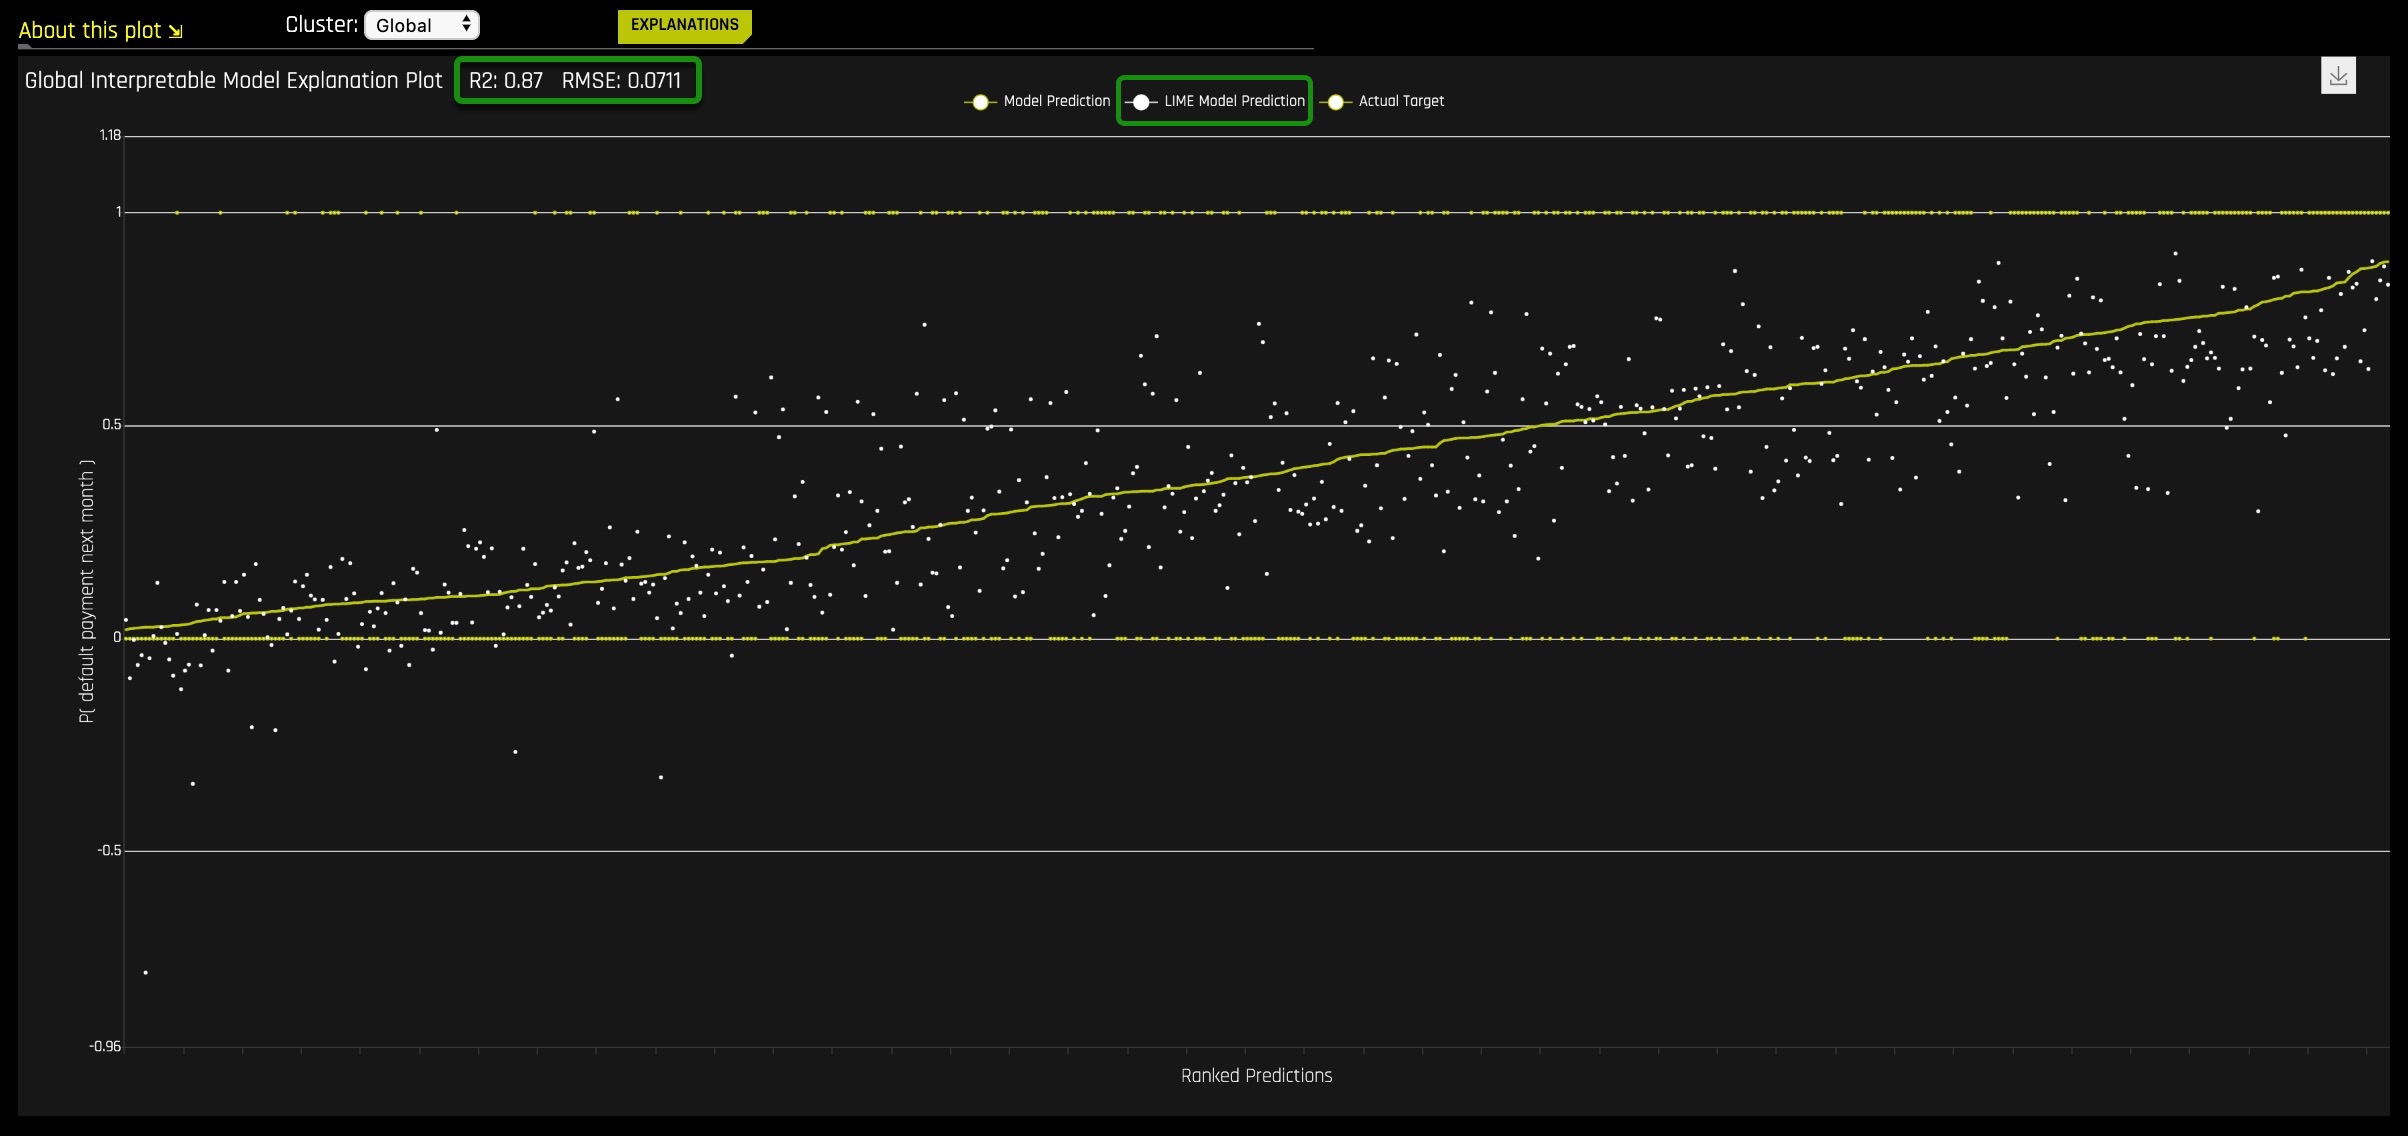 About this plot ⇲
Cluster: Global
EXPLANATIONS
Global Interpretable Model Explanation Plot R2: 0.87 RMSE: 0.0711
Model Prediction LIME Model Prediction Actual Target
1.18
1
0.5
0
-0.5
-0.96
P( default payment next month )
Ranked Predictions